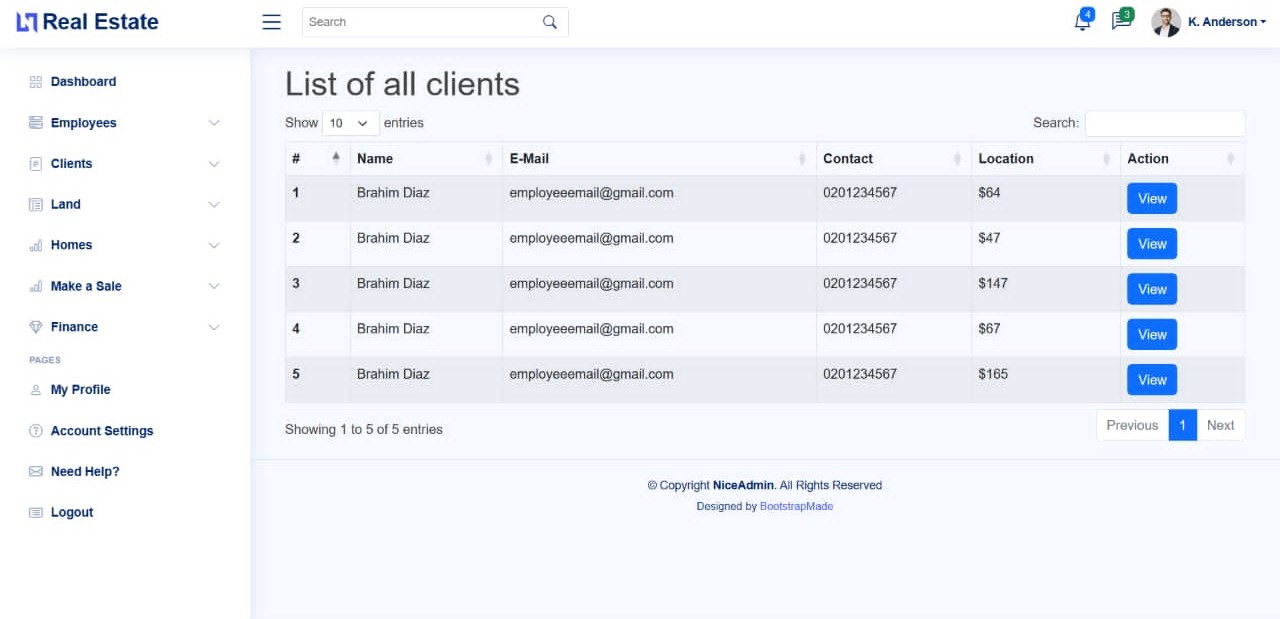 Real Estate
Search
4
3
K. Anderson
Dashboard
Employees
Clients
Land
Homes
Make a Sale
Finance
PAGES
My Profile
Account Settings
Need Help?
Logout
List of all clients
Show 10 entries
Search:
# Name E-Mail Contact Location Action
1 Brahim Diaz employeeemail@gmail.com 0201234567 $64 View
2 Brahim Diaz employeeemail@gmail.com 0201234567 $47 View
3 Brahim Diaz employeeemail@gmail.com 0201234567 $147 View
4 Brahim Diaz employeeemail@gmail.com 0201234567 $67 View
5 Brahim Diaz employeeemail@gmail.com 0201234567 $165 View
Showing 1 to 5 of 5 entries
Previous 1 Next
© Copyright NiceAdmin. All Rights Reserved
Designed by BootstrapMade